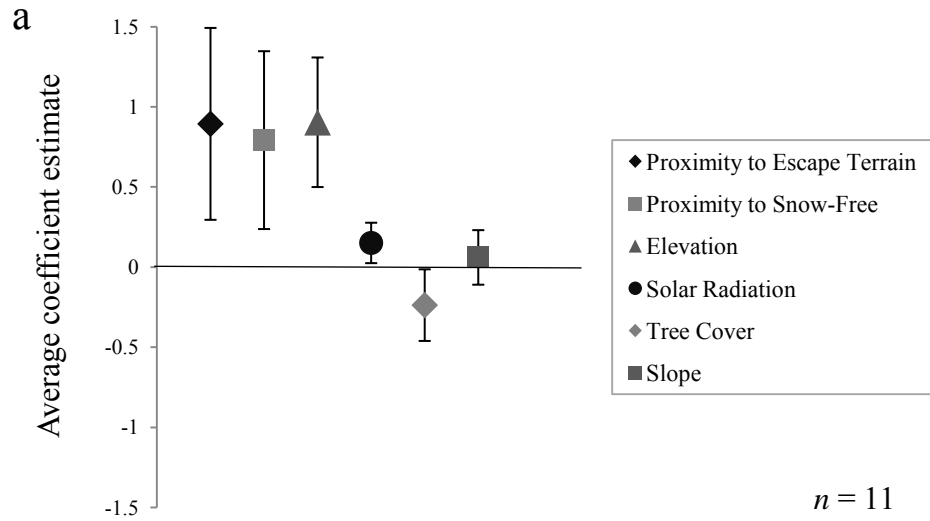 a
Average coefficient estimate
1.5
1
0.5
0
-0.5
-1
-1.5
Proximity to Escape Terrain
Proximity to Snow-Free
Elevation
Solar Radiation
Tree Cover
Slope
n = 11